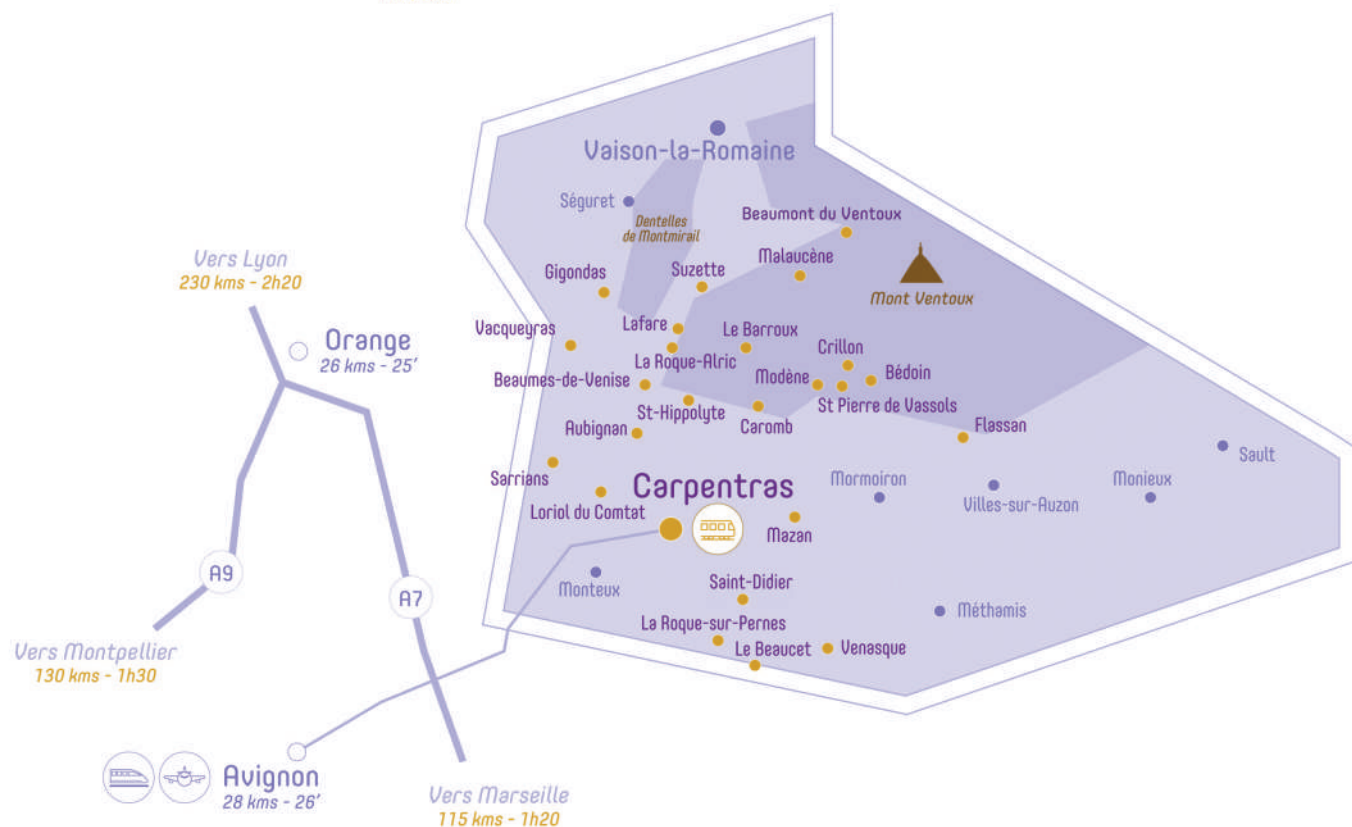 Vaison-la-Romaine
Séguret
Dentelles
de Montmirail
Beaumont du Ventoux
Malaucène
Mont Ventoux
Vers Lyon
230 kms - 2h20
Gigondas
Suzette
Vacqueyras
Lafare
Le Barroux
Orange
26 kms - 25'
La Roque-Alric
Crillon
Beaumes-de-Venise
Modène
Bédoin
St-Hippolyte
St Pierre de Vassols
Aubignan
Caromb
Flassan
Sault
Sarrians
Carpentras
Mormoiron
Monieux
Villes-sur-Auzon
Loriol du Comtat
Mazan
A9
Monteux
Saint-Didier
A7
Méthamis
La Roque-sur-Pernes
Vers Montpellier
130 kms - 1h30
Le Beaucet
Venasque
Avignon
28 kms - 26'
Vers Marseille
115 kms - 1h20